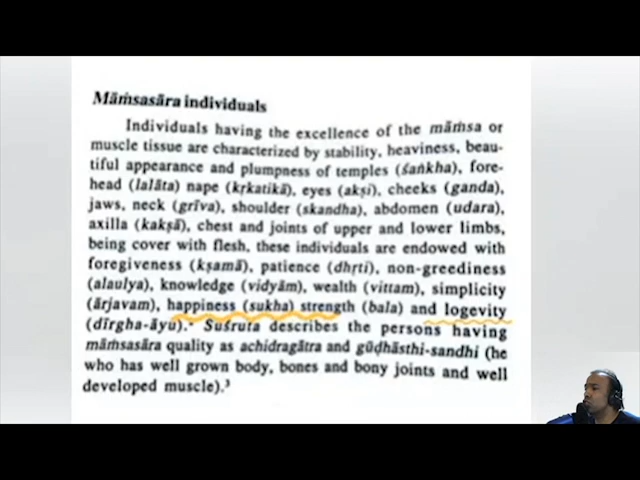 Māṁsasāra individuals
Individuals having the excellence of the māṁsa or
muscle tissue are characterized by stability, heaviness, beau-
tiful appearance and plumpness of temples (śaṅkha), fore-
head (lalāta) nape (kṛkatikā), eyes (akṣi), cheeks (ganda),
jaws, neck (grīva), shoulder (skandha), abdomen (udara),
axilla (kakṣā), chest and joints of upper and lower limbs,
being cover with flesh, these individuals are endowed with
foregiveness (kṣamā), patience (dhṛti), non-greediness
(alaulya), knowledge (vidyām), wealth (vittam), simplicity
(ārjavam), happiness (sukha) strength (bala) and logevity
(dīrgha-āyu). Suśruta describes the persons having
māṁsasāra quality as achidragātra and gūḍhāsthi-sandhi (he
who has well grown body, bones and bony joints and well
developed muscle).³